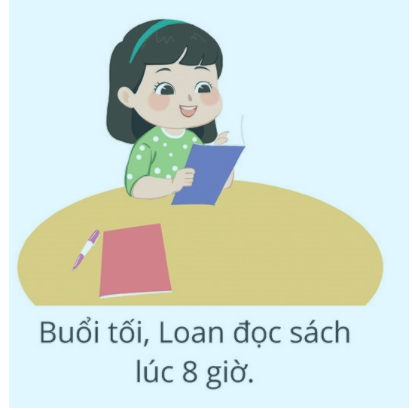 Buổi tối, Loan đọc sách
lúc 8 giờ.